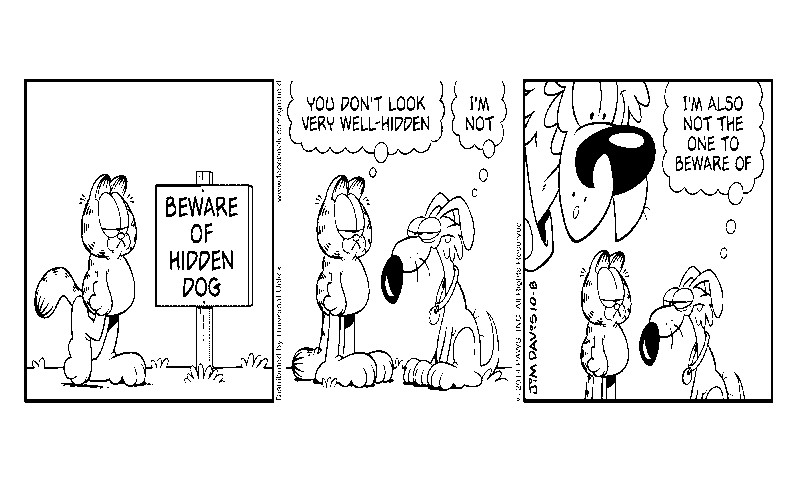 BEWARE
OF
HIDDEN
DOG
YOU DON'T LOOK
VERY WELL-HIDDEN
I'M
NOT
I'M ALSO
NOT THE
ONE TO
BEWARE OF
JIM DAVIS 10-8